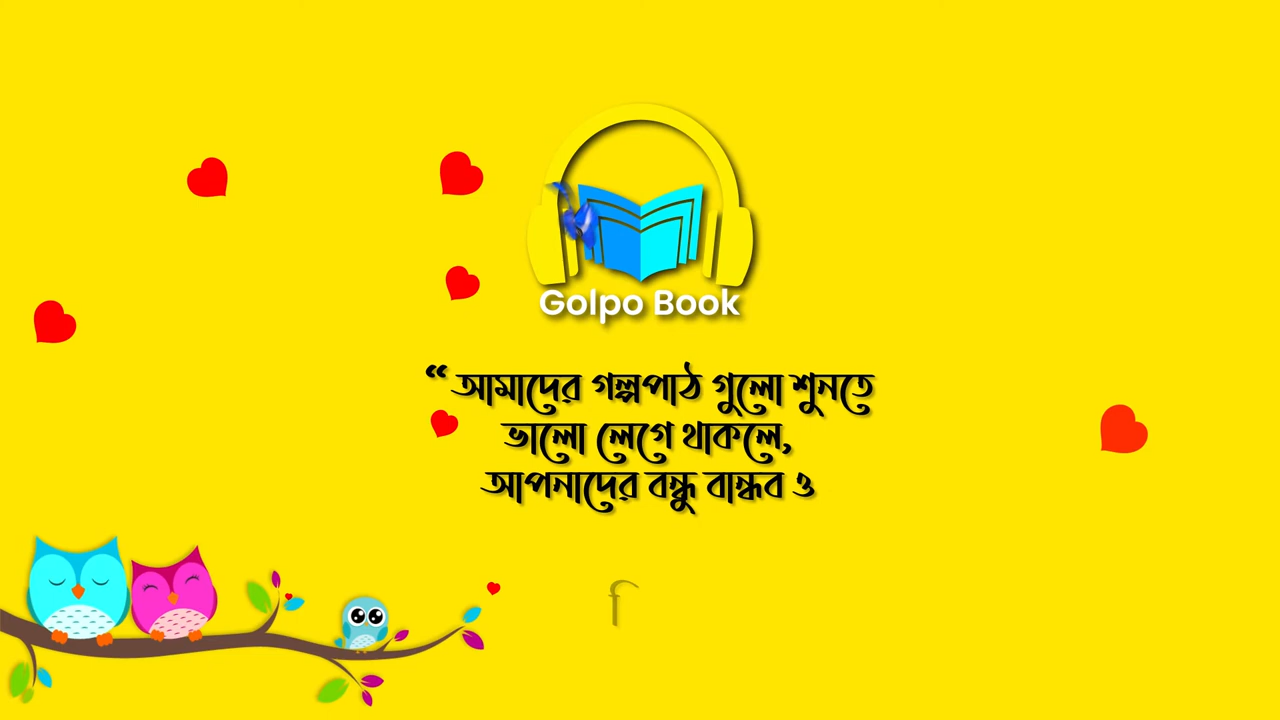 Golpo Book
“আমাদের গল্পপাঠ গুলো শুনতে
ভালো লেগে থাকলে,
আপনাদের বন্ধু বান্ধব ও